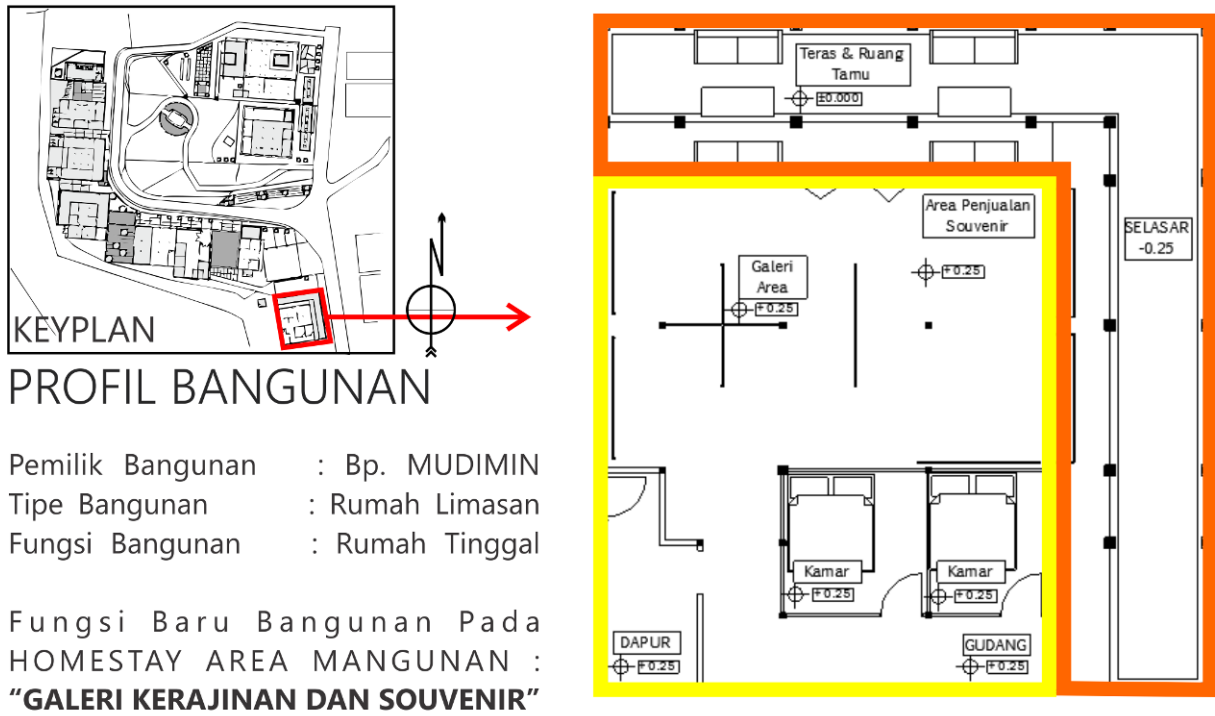 KEYPLAN
N
PROFIL BANGUNAN
Pemilik Bangunan : Bp. MUDIMIN
Tipe Bangunan : Rumah Limasan
Fungsi Bangunan : Rumah Tinggal
Fungsi Baru Bangunan Pada
HOMESTAY AREA MANGUNAN :
“GALERI KERAJINAN DAN SOUVENIR”
Teras & Ruang
Tamu
±0.000
Area Penjualan
Souvenir
+0.25
SELASAR
-0.25
Galeri
Area
+0.25
Kamar
+0.25
Kamar
+0.25
DAPUR
+0.25
GUDANG
+0.25